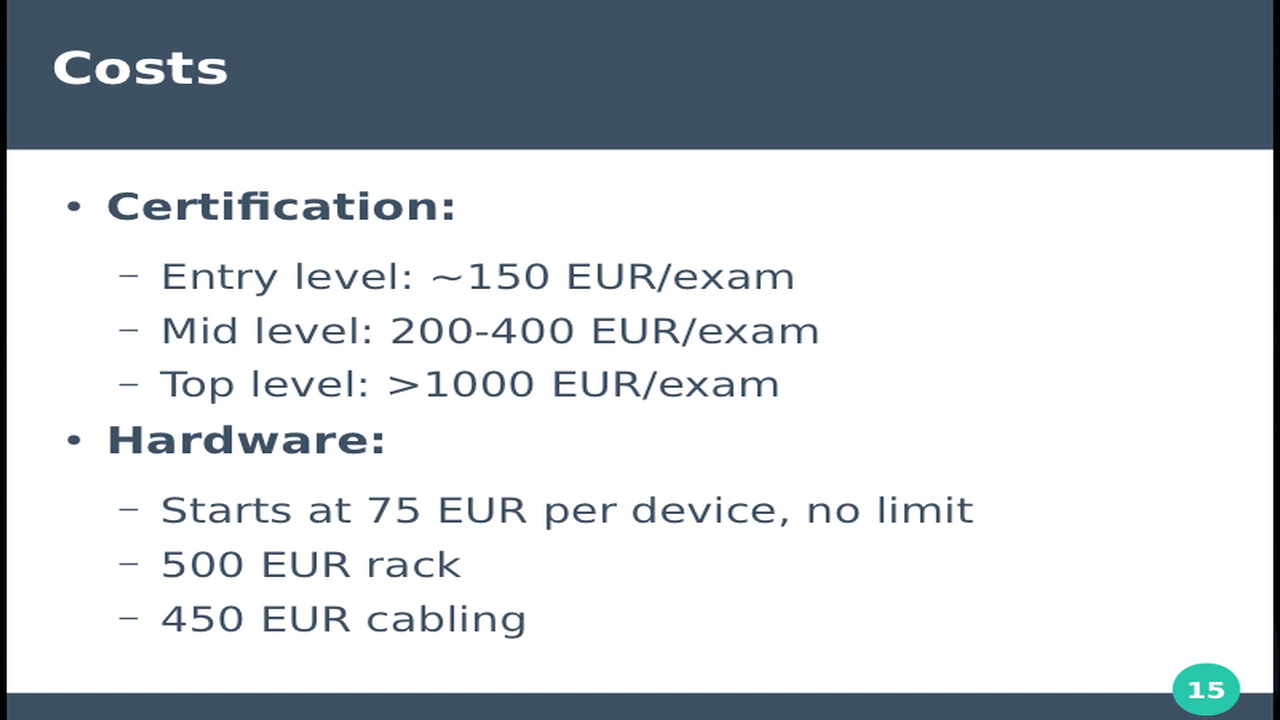 Costs
• Certification:
– Entry level: ~150 EUR/exam
– Mid level: 200-400 EUR/exam
– Top level: >1000 EUR/exam
• Hardware:
– Starts at 75 EUR per device, no limit
– 500 EUR rack
– 450 EUR cabling
15